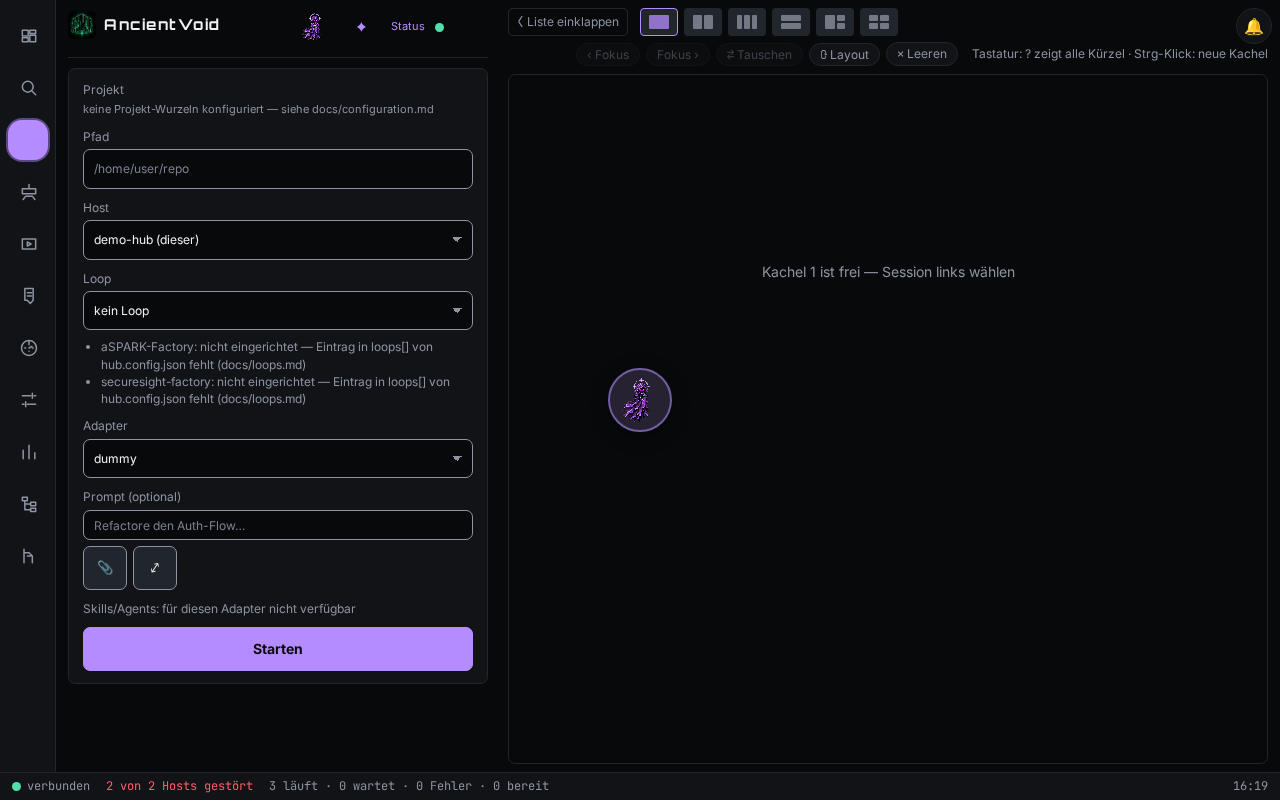 Ancient Void
Status
Projekt
keine Projekt-Wurzeln konfiguriert — siehe docs/configuration.md
Pfad
/home/user/repo
Host
demo-hub (dieser)
Loop
kein Loop
• aSPARK-Factory: nicht eingerichtet — Eintrag in loops[] von
hub.config.json fehlt (docs/loops.md)
• securesight-factory: nicht eingerichtet — Eintrag in loops[] von
hub.config.json fehlt (docs/loops.md)
Adapter
dummy
Prompt (optional)
Refactore den Auth-Flow...
Skills/Agents: für diesen Adapter nicht verfügbar
Starten
Liste einklappen
‹ Fokus
Fokus ›
⇄ Tauschen
Layout
× Leeren
Tastatur: ? zeigt alle Kürzel · Strg-Klick: neue Kachel
Kachel 1 ist frei — Session links wählen
verbunden 2 von 2 Hosts gestört 3 läuft · 0 wartet · 0 Fehler · 0 bereit
16:19